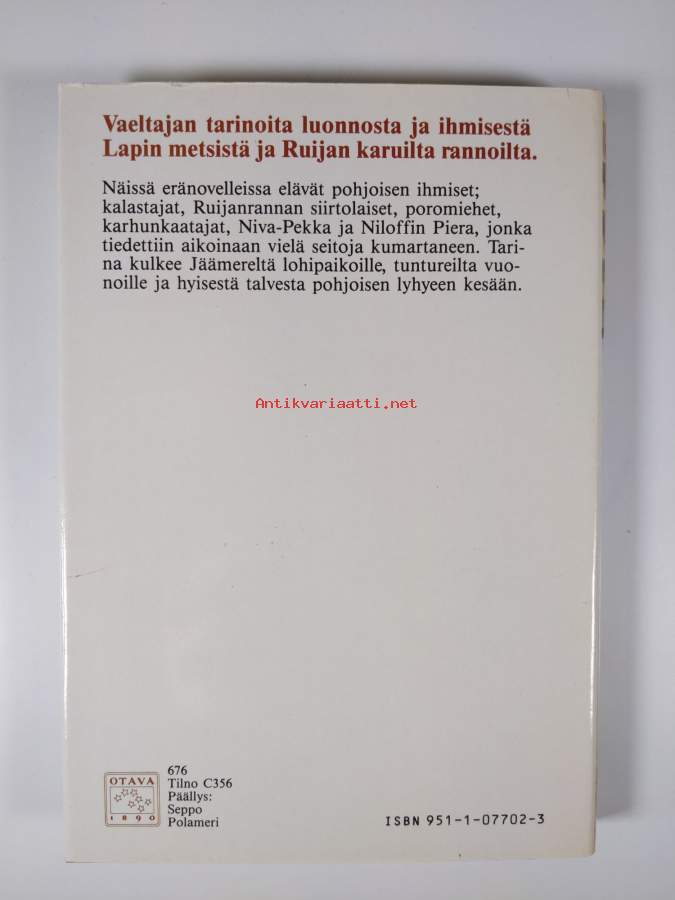 Vaeltajan tarinoita luonnosta ja ihmisestä
Lapin metsistä ja Ruijan karuilta rannoilta.
Näissä eränovelleissa elävät pohjoisen ihmiset;
kalastajat, Ruijanrannan siirtolaiset, poromiehet,
karhunkaatajat, Niva-Pekka ja Niloffin Piera, jonka
tiedettiin aikoinaan vielä seitoja kumartaneen. Tari-
na kulkee Jäämereltä lohipaikoille, tuntureilta vuo-
noille ja hyisestä talvesta pohjoisen lyhyeen kesään.
Antikvariaatti.net
OTAVA
1890
676
Tilno C356
Päällys:
Seppo
Polameri
ISBN 951-1-07702-3